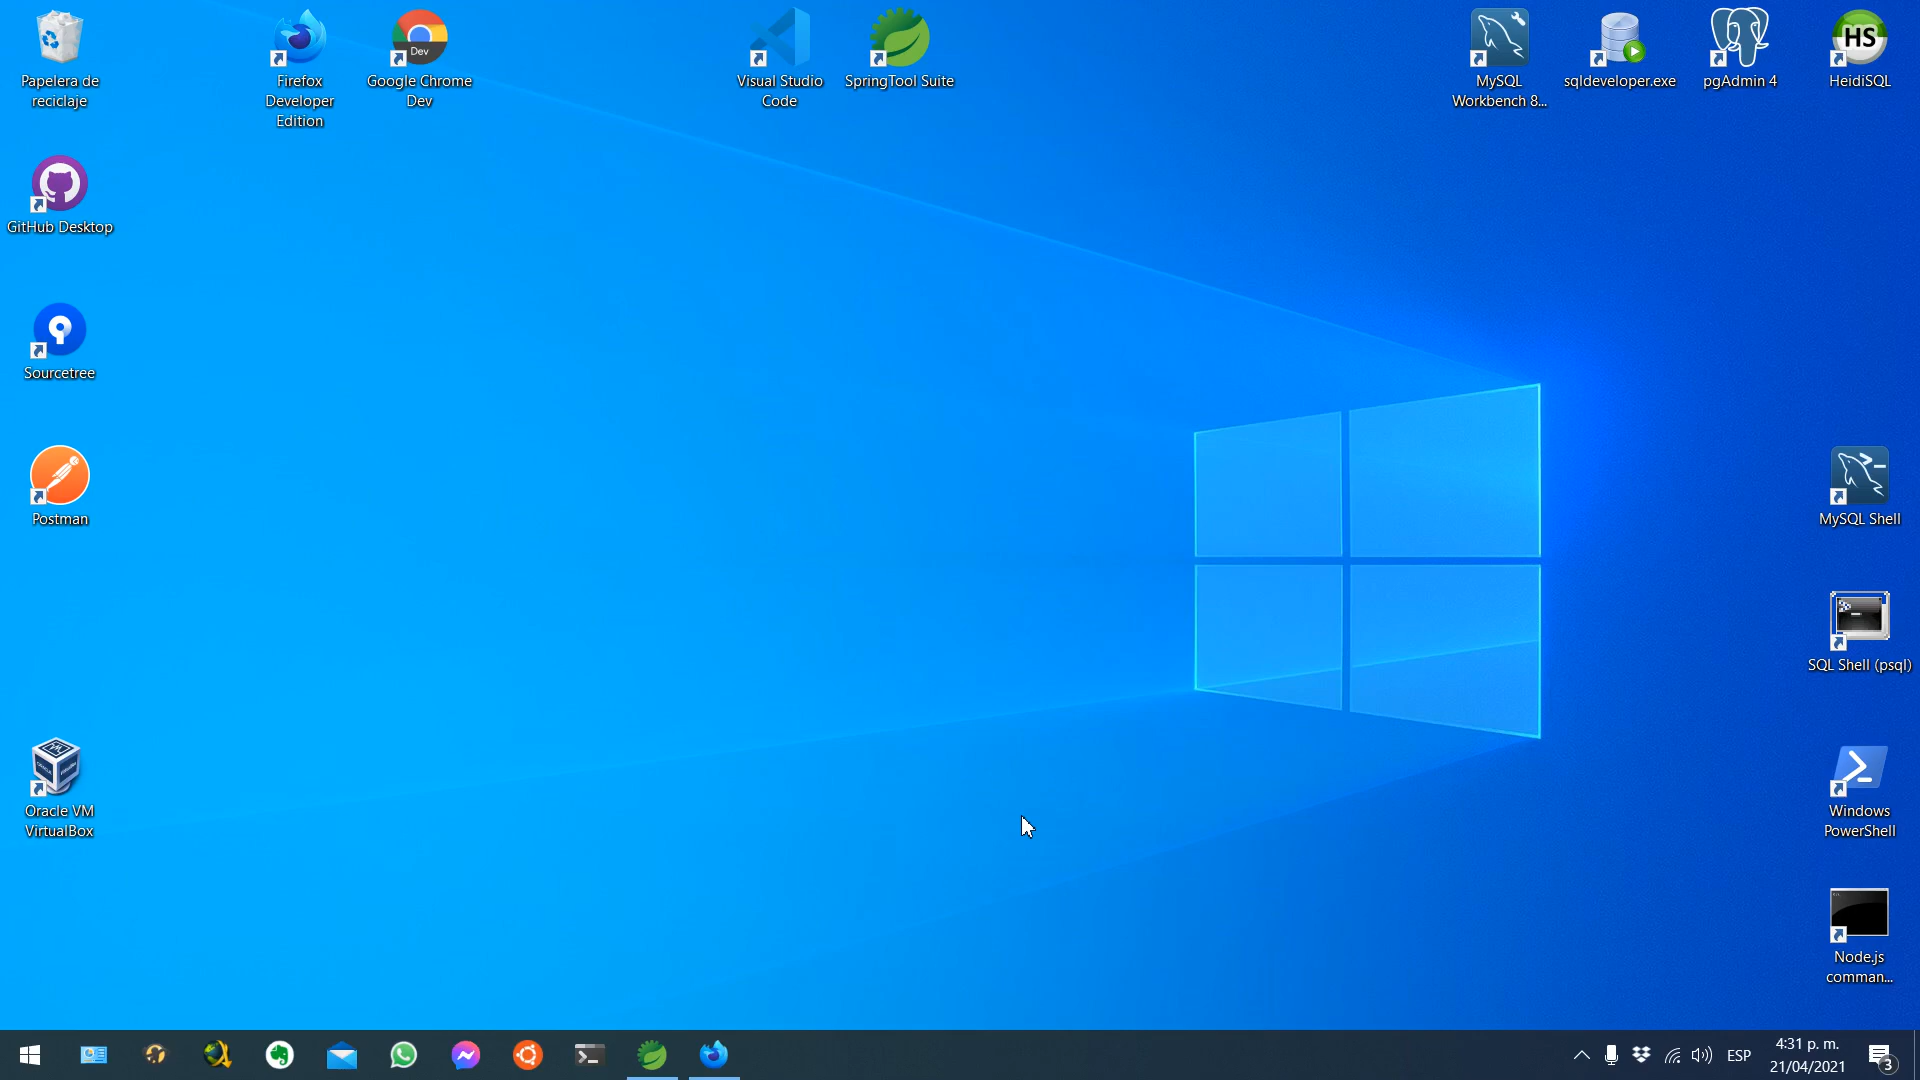 Papelera de
reciclaje
Firefox
Developer
Edition
Dev
Google Chrome
Dev
Visual Studio
Code
SpringTool Suite
MySQL
Workbench 8...
sqldeveloper.exe
pgAdmin 4
HS
HeidiSQL
GitHub Desktop
Sourcetree
Postman
MySQL Shell
SQL Shell (psql)
Oracle VM
VirtualBox
Windows
PowerShell
Node.js
comman...
ESP
4:31 p. m.
21/04/2021
3